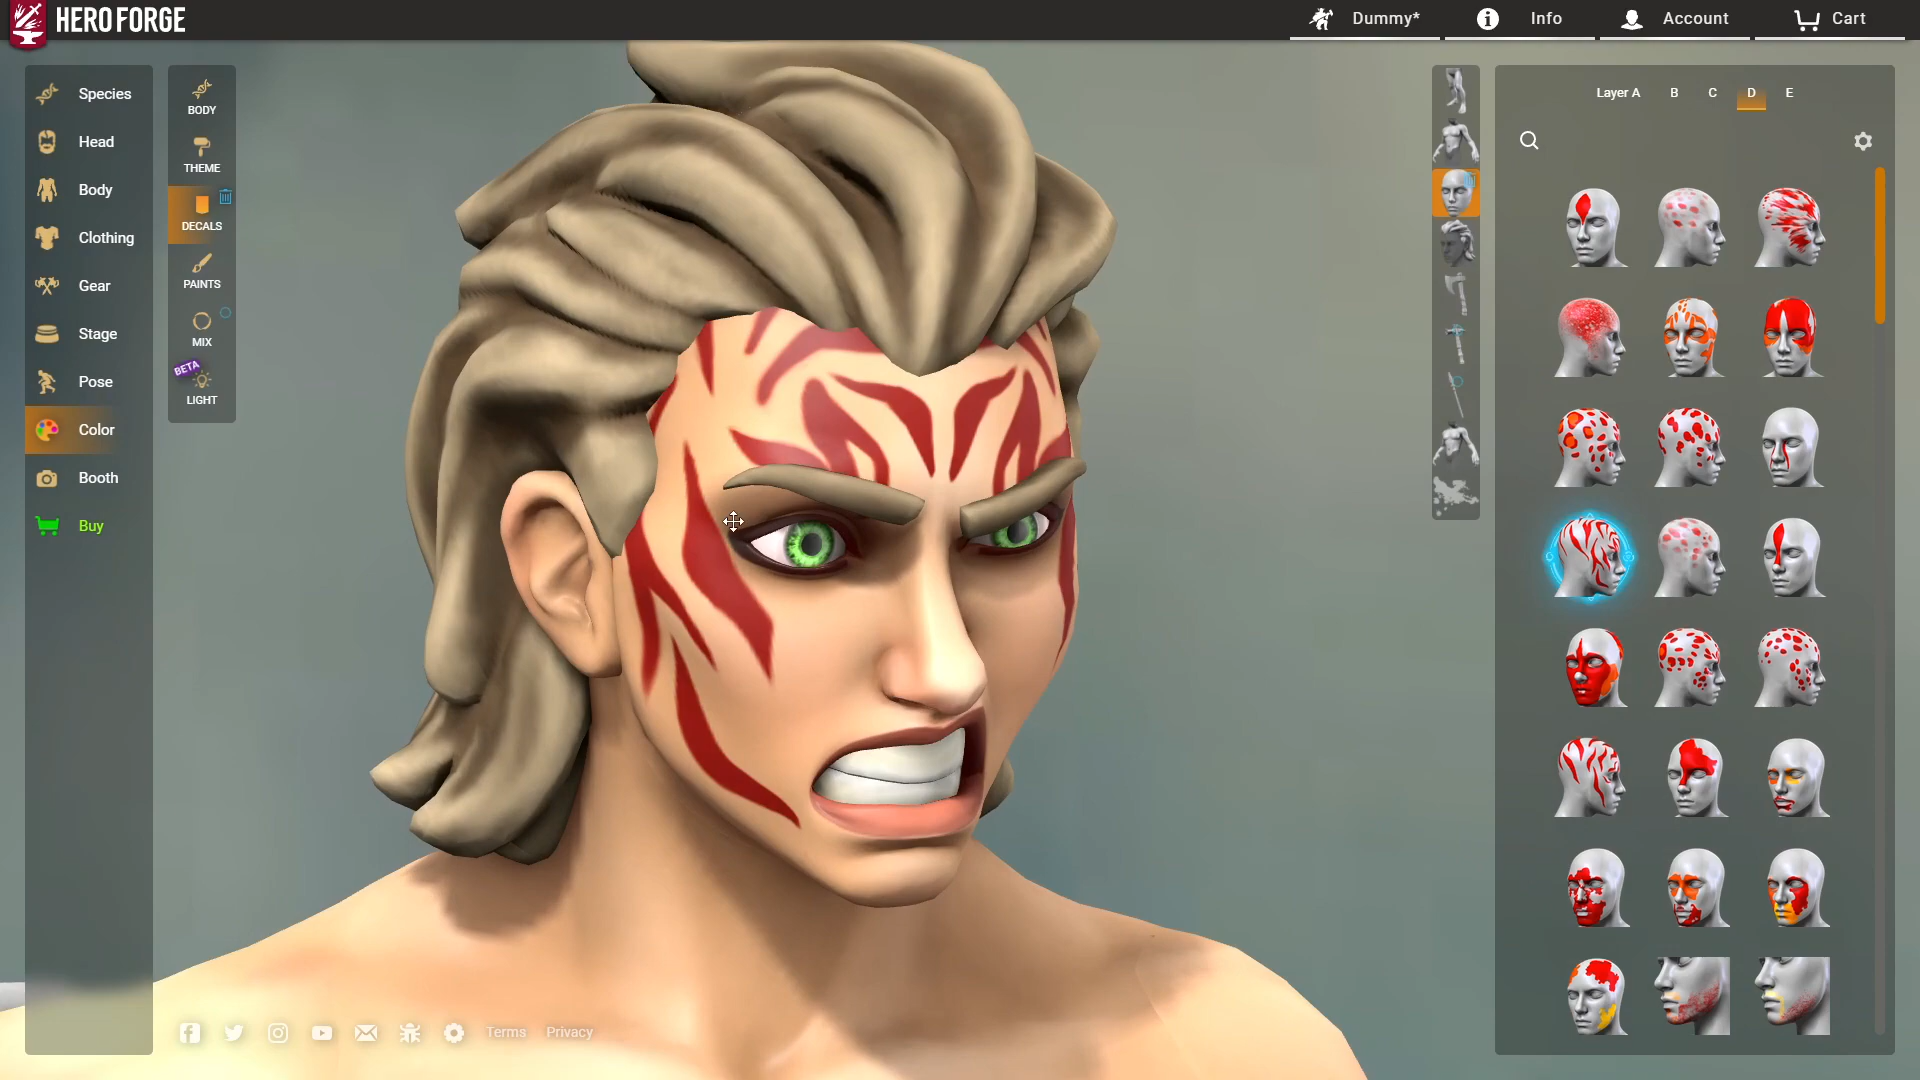 HERO FORGE
Dummy*
Info
Account
Cart
Species
Head
Body
Clothing
Gear
Stage
Pose
Color
Booth
Buy
BODY
THEME
DECALS
PAINTS
MIX
BETA
LIGHT
Layer A B C D E
Terms Privacy